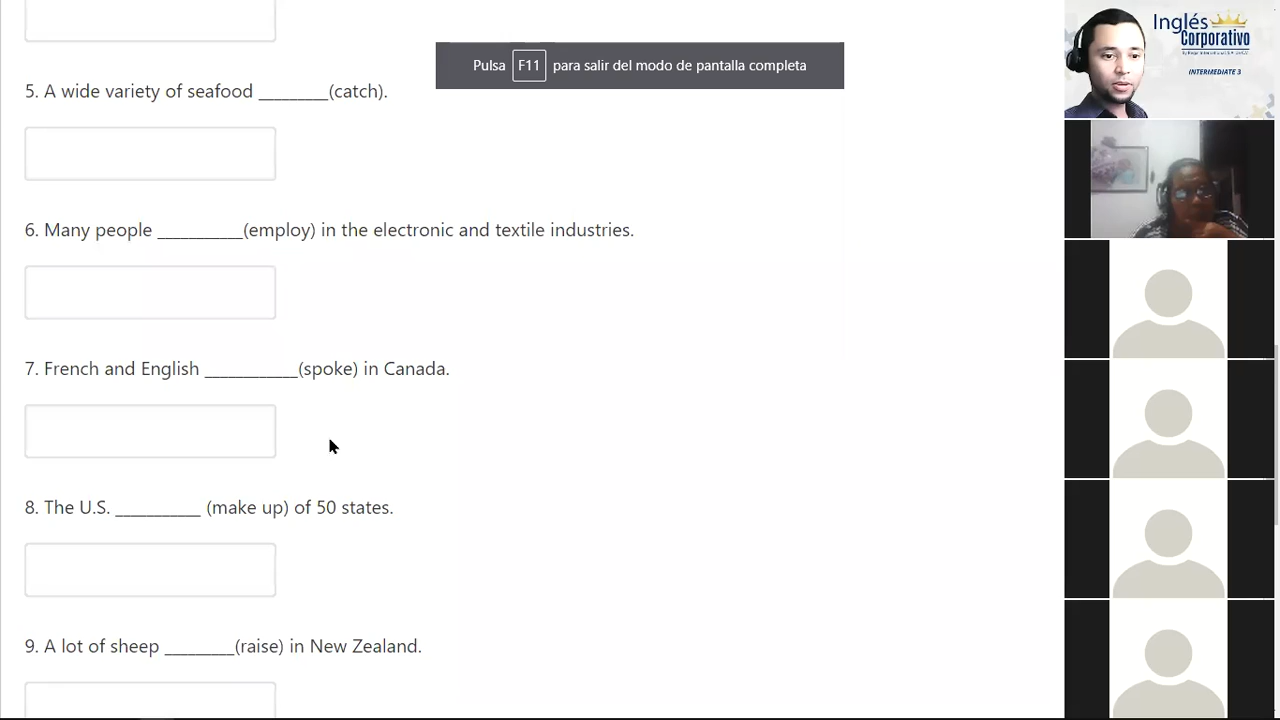 Pulsa F11 para salir del modo de pantalla completa
5. A wide variety of seafood ________(catch).
6. Many people __________(employ) in the electronic and textile industries.
7. French and English ___________(spoke) in Canada.
8. The U.S. __________ (make up) of 50 states.
9. A lot of sheep ________(raise) in New Zealand.
Inglés
Corporativo
INTERMEDIATE 3